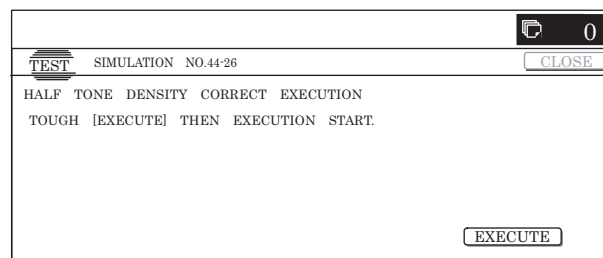 0
TEST SIMULATION NO.44-26 CLOSE
HALF TONE DENSITY CORRECT EXECUTION
TOUGH [EXECUTE] THEN EXECUTION START.
EXECUTE